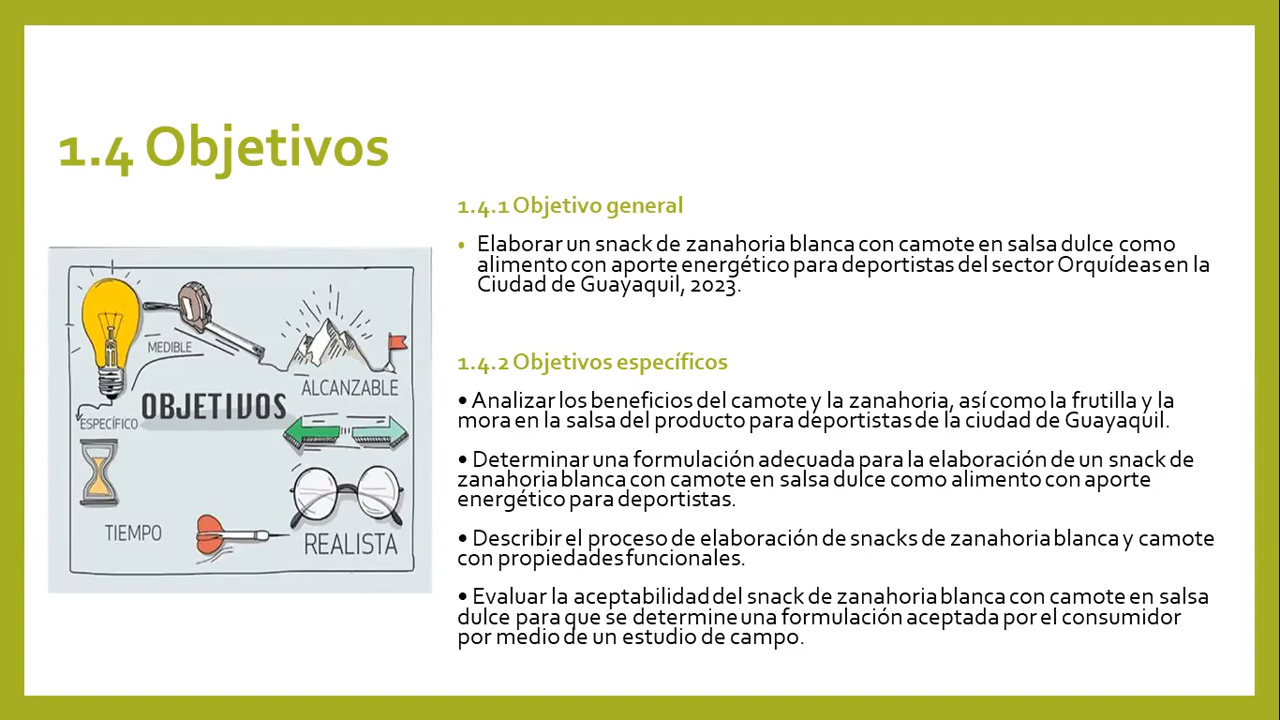 1.4 Objetivos
1.4.1 Objetivo general
• Elaborar un snack de zanahoria blanca con camote en salsa dulce como
alimento con aporte energético para deportistas del sector Orquídeas en la
Ciudad de Guayaquil, 2023.
MEDIBLE
ALCANZABLE
OBJETIVOS
ESPECÍFICO
TIEMPO
REALISTA
1.4.2 Objetivos específicos
• Analizar los beneficios del camote y la zanahoria, así como la frutilla y la
mora en la salsa del producto para deportistas de la ciudad de Guayaquil.
• Determinar una formulación adecuada para la elaboración de un snack de
zanahoria blanca con camote en salsa dulce como alimento con aporte
energético para deportistas.
• Describir el proceso de elaboración de snacks de zanahoria blanca y camote
con propiedades funcionales.
• Evaluar la aceptabilidad del snack de zanahoria blanca con camote en salsa
dulce para que se determine una formulación aceptada por el consumidor
por medio de un estudio de campo.